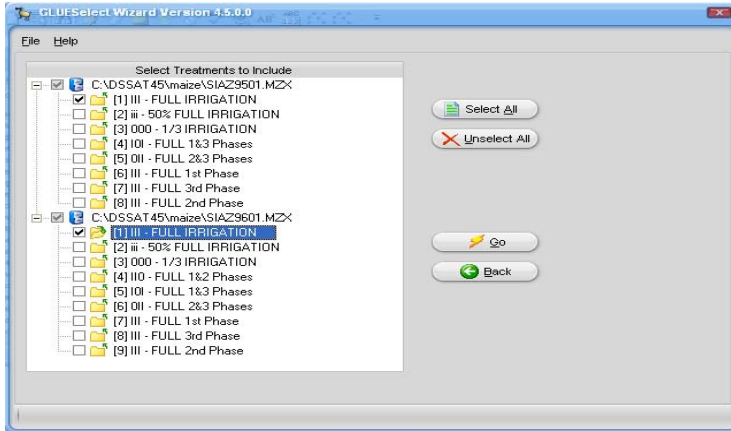 GLUESelect Wizard Version 4.5.0.0
File Help
Select Treatments to Include
C:\DSSAT45\maize\SIAZ9501.MZX
[1] III - FULL IRRIGATION
[2] iii - 50% FULL IRRIGATION
[3] 000 - 1/3 IRRIGATION
[4] I0I - FULL 1&3 Phases
[5] 0II - FULL 2&3 Phases
[6] III - FULL 1st Phase
[7] III - FULL 3rd Phase
[8] III - FULL 2nd Phase
C:\DSSAT45\maize\SIAZ9601.MZX
[1] III - FULL IRRIGATION
[2] iii - 50% FULL IRRIGATION
[3] 000 - 1/3 IRRIGATION
[4] II0 - FULL 1&2 Phases
[5] I0I - FULL 1&3 Phases
[6] 0II - FULL 2&3 Phases
[7] III - FULL 1st Phase
[8] III - FULL 3rd Phase
[9] III - FULL 2nd Phase
Select All
Unselect All
Go
Back